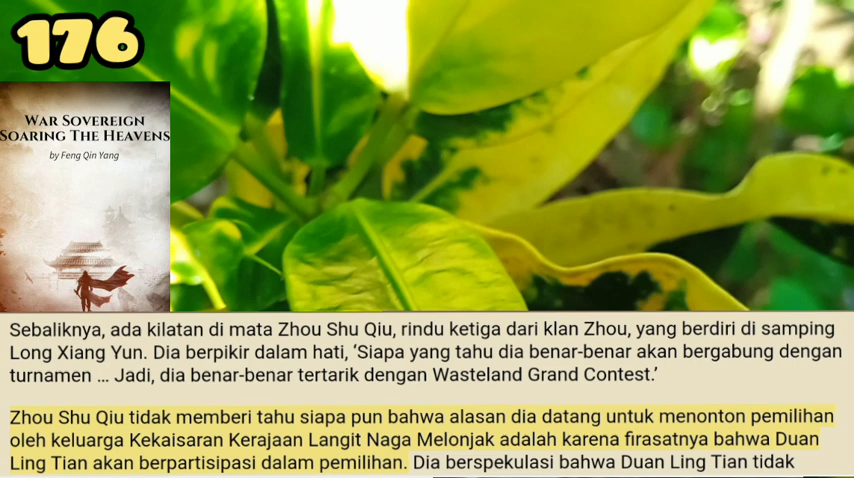 176
WAR SOVEREIGN
SOARING THE HEAVENS
by Feng Qin Yang
Sebaliknya, ada kilatan di mata Zhou Shu Qiu, rindu ketiga dari klan Zhou, yang berdiri di samping
Long Xiang Yun. Dia berpikir dalam hati, ‘Siapa yang tahu dia benar-benar akan bergabung dengan
turnamen ... Jadi, dia benar-benar tertarik dengan Wasteland Grand Contest.’
Zhou Shu Qiu tidak memberi tahu siapa pun bahwa alasan dia datang untuk menonton pemilihan
oleh keluarga Kekaisaran Kerajaan Langit Naga Melonjak adalah karena firasatnya bahwa Duan
Ling Tian akan berpartisipasi dalam pemilihan. Dia berspekulasi bahwa Duan Ling Tian tidak